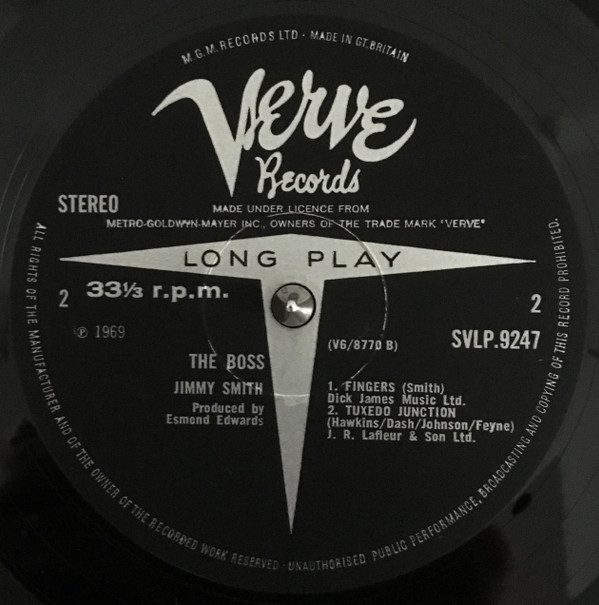 M.G.M. RECORDS LTD · MADE IN GT. BRITAIN
Verve
Records
STEREO
MADE UNDER LICENCE FROM
METRO-GOLDWYN-MAYER INC., OWNERS OF THE TRADE MARK "VERVE"
LONG PLAY
2
33⅓ r.p.m.
2
℗ 1969
(V6/8770 B)
SVLP.9247
THE BOSS
JIMMY SMITH
Produced by
Esmond Edwards
1. FINGERS (Smith)
Dick James Music Ltd.
2. TUXEDO JUNCTION
(Hawkins/Dash/Johnson/Feyne)
J. R. Lafleur & Son Ltd.
ALL RIGHTS OF THE MANUFACTURER AND OF THE OWNER OF THE RECORDED WORK RESERVED · UNAUTHORISED PUBLIC PERFORMANCE, BROADCASTING AND COPYING OF THIS RECORD PROHIBITED.